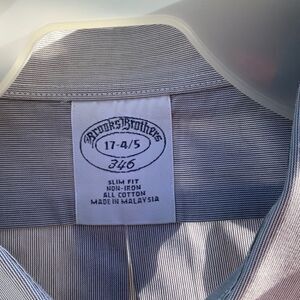 Brooks Brothers
17-4/5
346
SLIM FIT
NON-IRON
ALL COTTON
MADE IN MALAYSIA